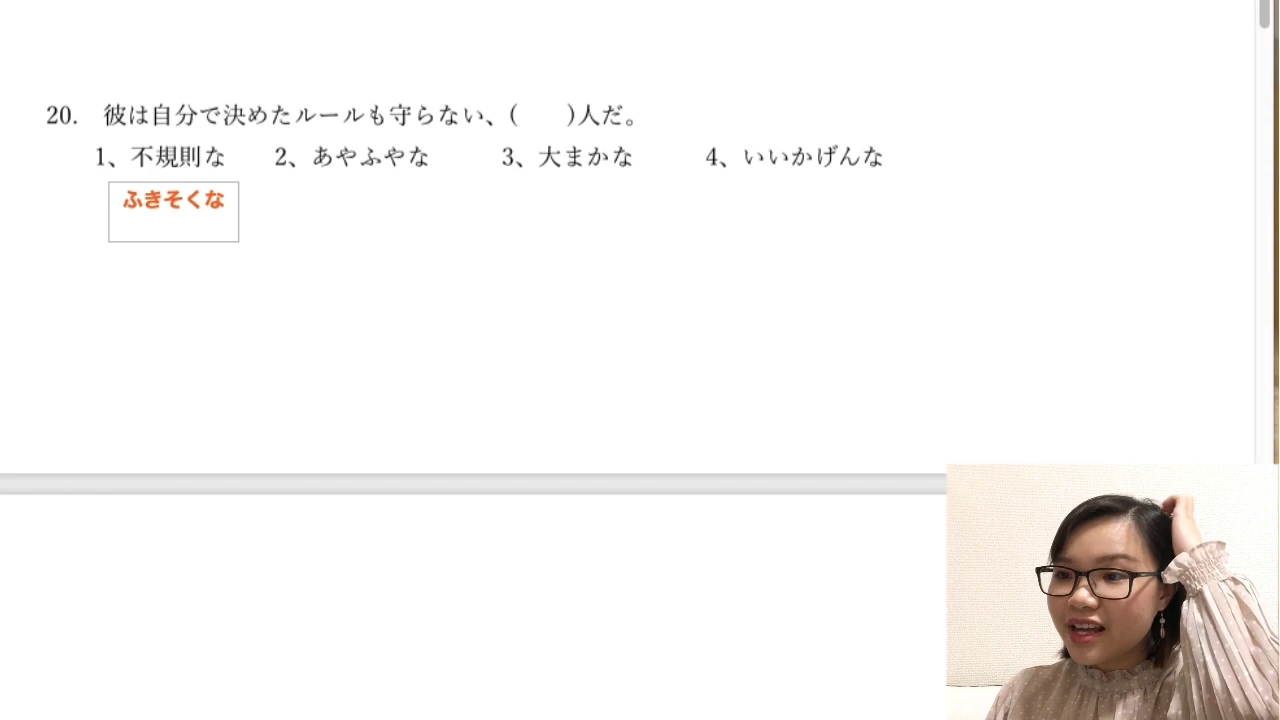 20. 彼は自分で決めたルールも守らない、(　　)人だ。
1、不規則な　　2、あやふやな　　3、大まかな　　4、いいかげんな
ふきそくな